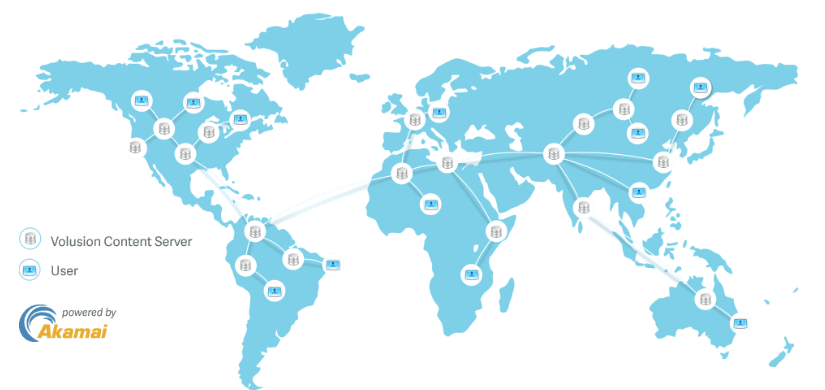 Volusion Content Server
User
powered by
Akamai